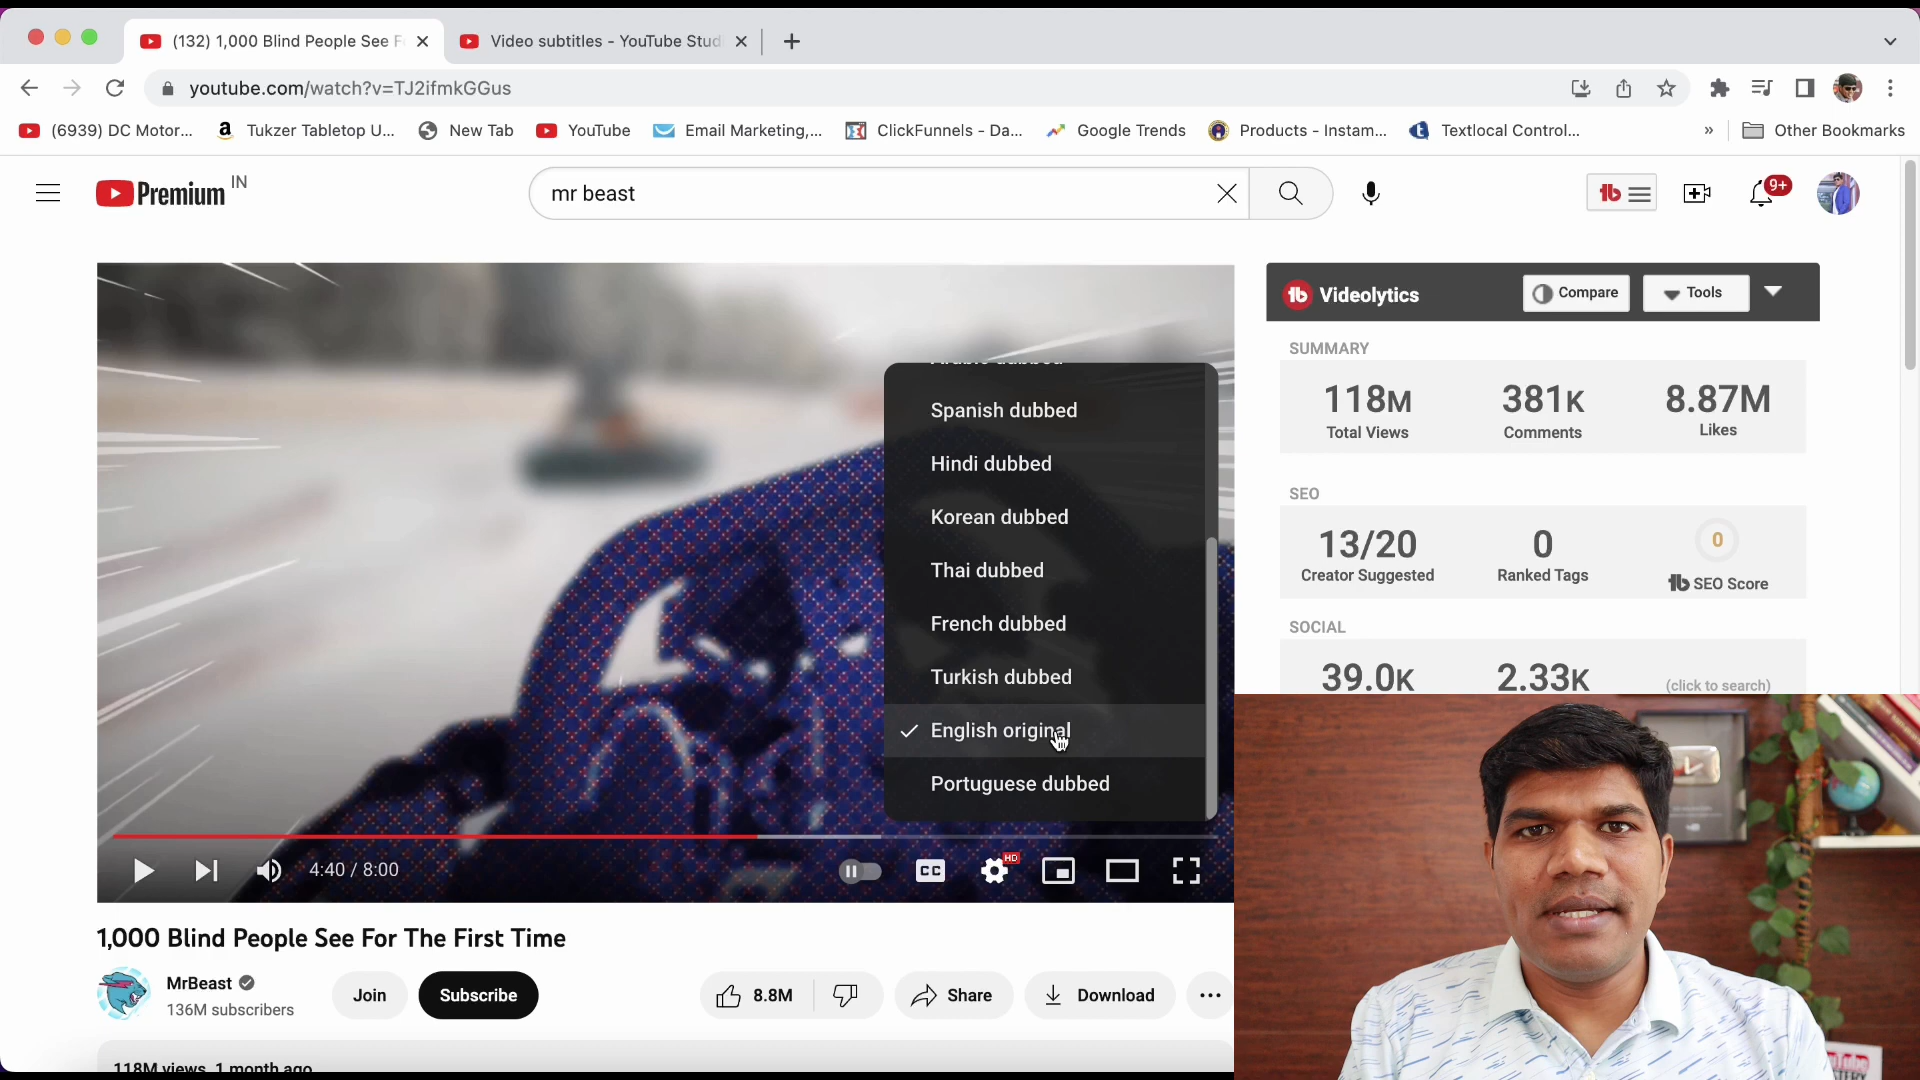 (132) 1,000 Blind People See F
Video subtitles - YouTube Studi
youtube.com/watch?v=TJ2ifmkGGus
(6939) DC Motor...
Tukzer Tabletop U...
New Tab
YouTube
Email Marketing,...
ClickFunnels - Da...
Google Trends
Products - Instam...
Textlocal Control...
»
Other Bookmarks
Premium IN
mr beast
9+
Videolytics
Compare
Tools
SUMMARY
118M
381K
8.87M
Total Views
Comments
Likes
SEO
13/20
0
0
Creator Suggested
Ranked Tags
SEO Score
SOCIAL
39.0K
2.33K
(click to search)
Spanish dubbed
Hindi dubbed
Korean dubbed
Thai dubbed
French dubbed
Turkish dubbed
English original
Portuguese dubbed
4:40 / 8:00
CC
HD
1,000 Blind People See For The First Time
MrBeast
136M subscribers
Join
Subscribe
8.8M
Share
Download
118M views 1 month ago